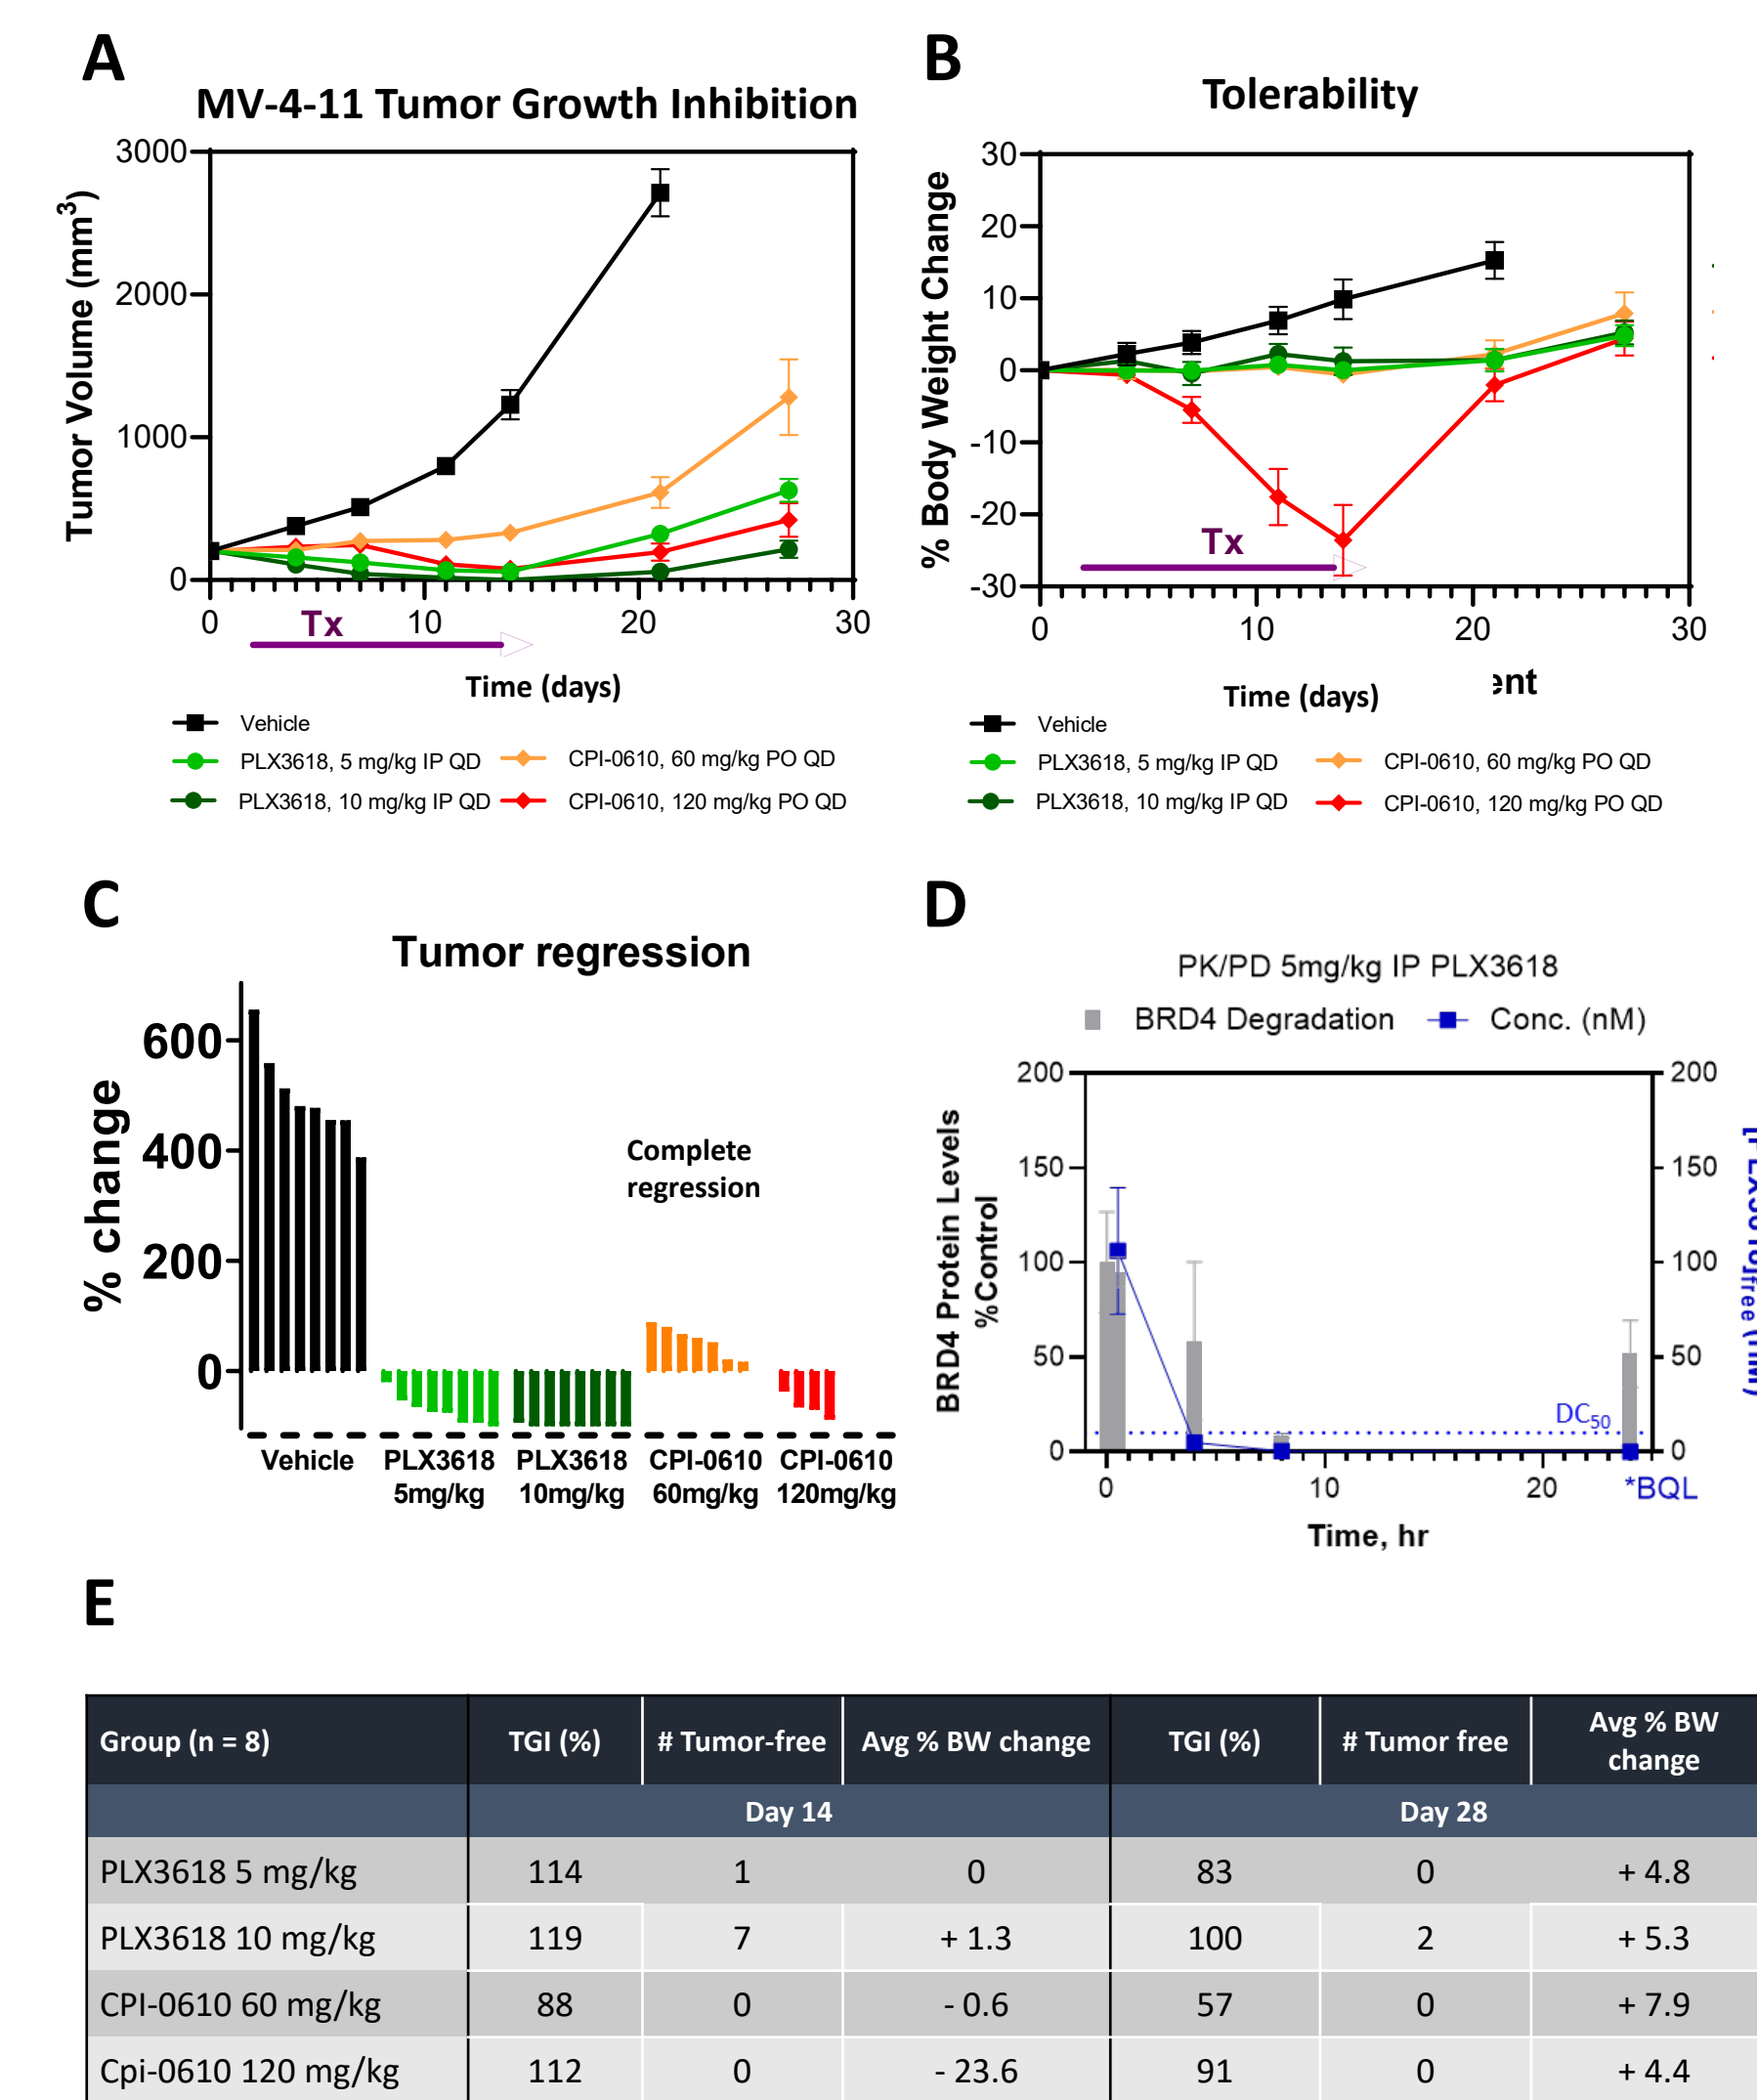 A
MV-4-11 Tumor Growth Inhibition
Tumor Volume (mm³)
3000
2000
1000
0
0
10
20
30
Tx
Time (days)
Vehicle
PLX3618, 5 mg/kg IP QD
CPI-0610, 60 mg/kg PO QD
PLX3618, 10 mg/kg IP QD
CPI-0610, 120 mg/kg PO QD
B
Tolerability
% Body Weight Change
30
20
10
0
-10
-20
-30
Tx
0
10
20
30
Time (days)
Vehicle
PLX3618, 5 mg/kg IP QD
CPI-0610, 60 mg/kg PO QD
PLX3618, 10 mg/kg IP QD
CPI-0610, 120 mg/kg PO QD
C
Tumor regression
% change
600
400
200
0
Complete
regression
Vehicle
PLX3618
5mg/kg
PLX3618
10mg/kg
CPI-0610
60mg/kg
CPI-0610
120mg/kg
D
PK/PD 5mg/kg IP PLX3618
BRD4 Degradation
Conc. (nM)
BRD4 Protein Levels
%Control
200
150
100
50
0
200
150
100
50
0
DC50
0
10
20
*BQL
Time, hr
E
Group (n = 8) TGI (%) # Tumor-free Avg % BW change TGI (%) # Tumor free Avg % BW change
Day 14 Day 28
PLX3618 5 mg/kg 114 1 0 83 0 + 4.8
PLX3618 10 mg/kg 119 7 + 1.3 100 2 + 5.3
CPI-0610 60 mg/kg 88 0 - 0.6 57 0 + 7.9
Cpi-0610 120 mg/kg 112 0 - 23.6 91 0 + 4.4